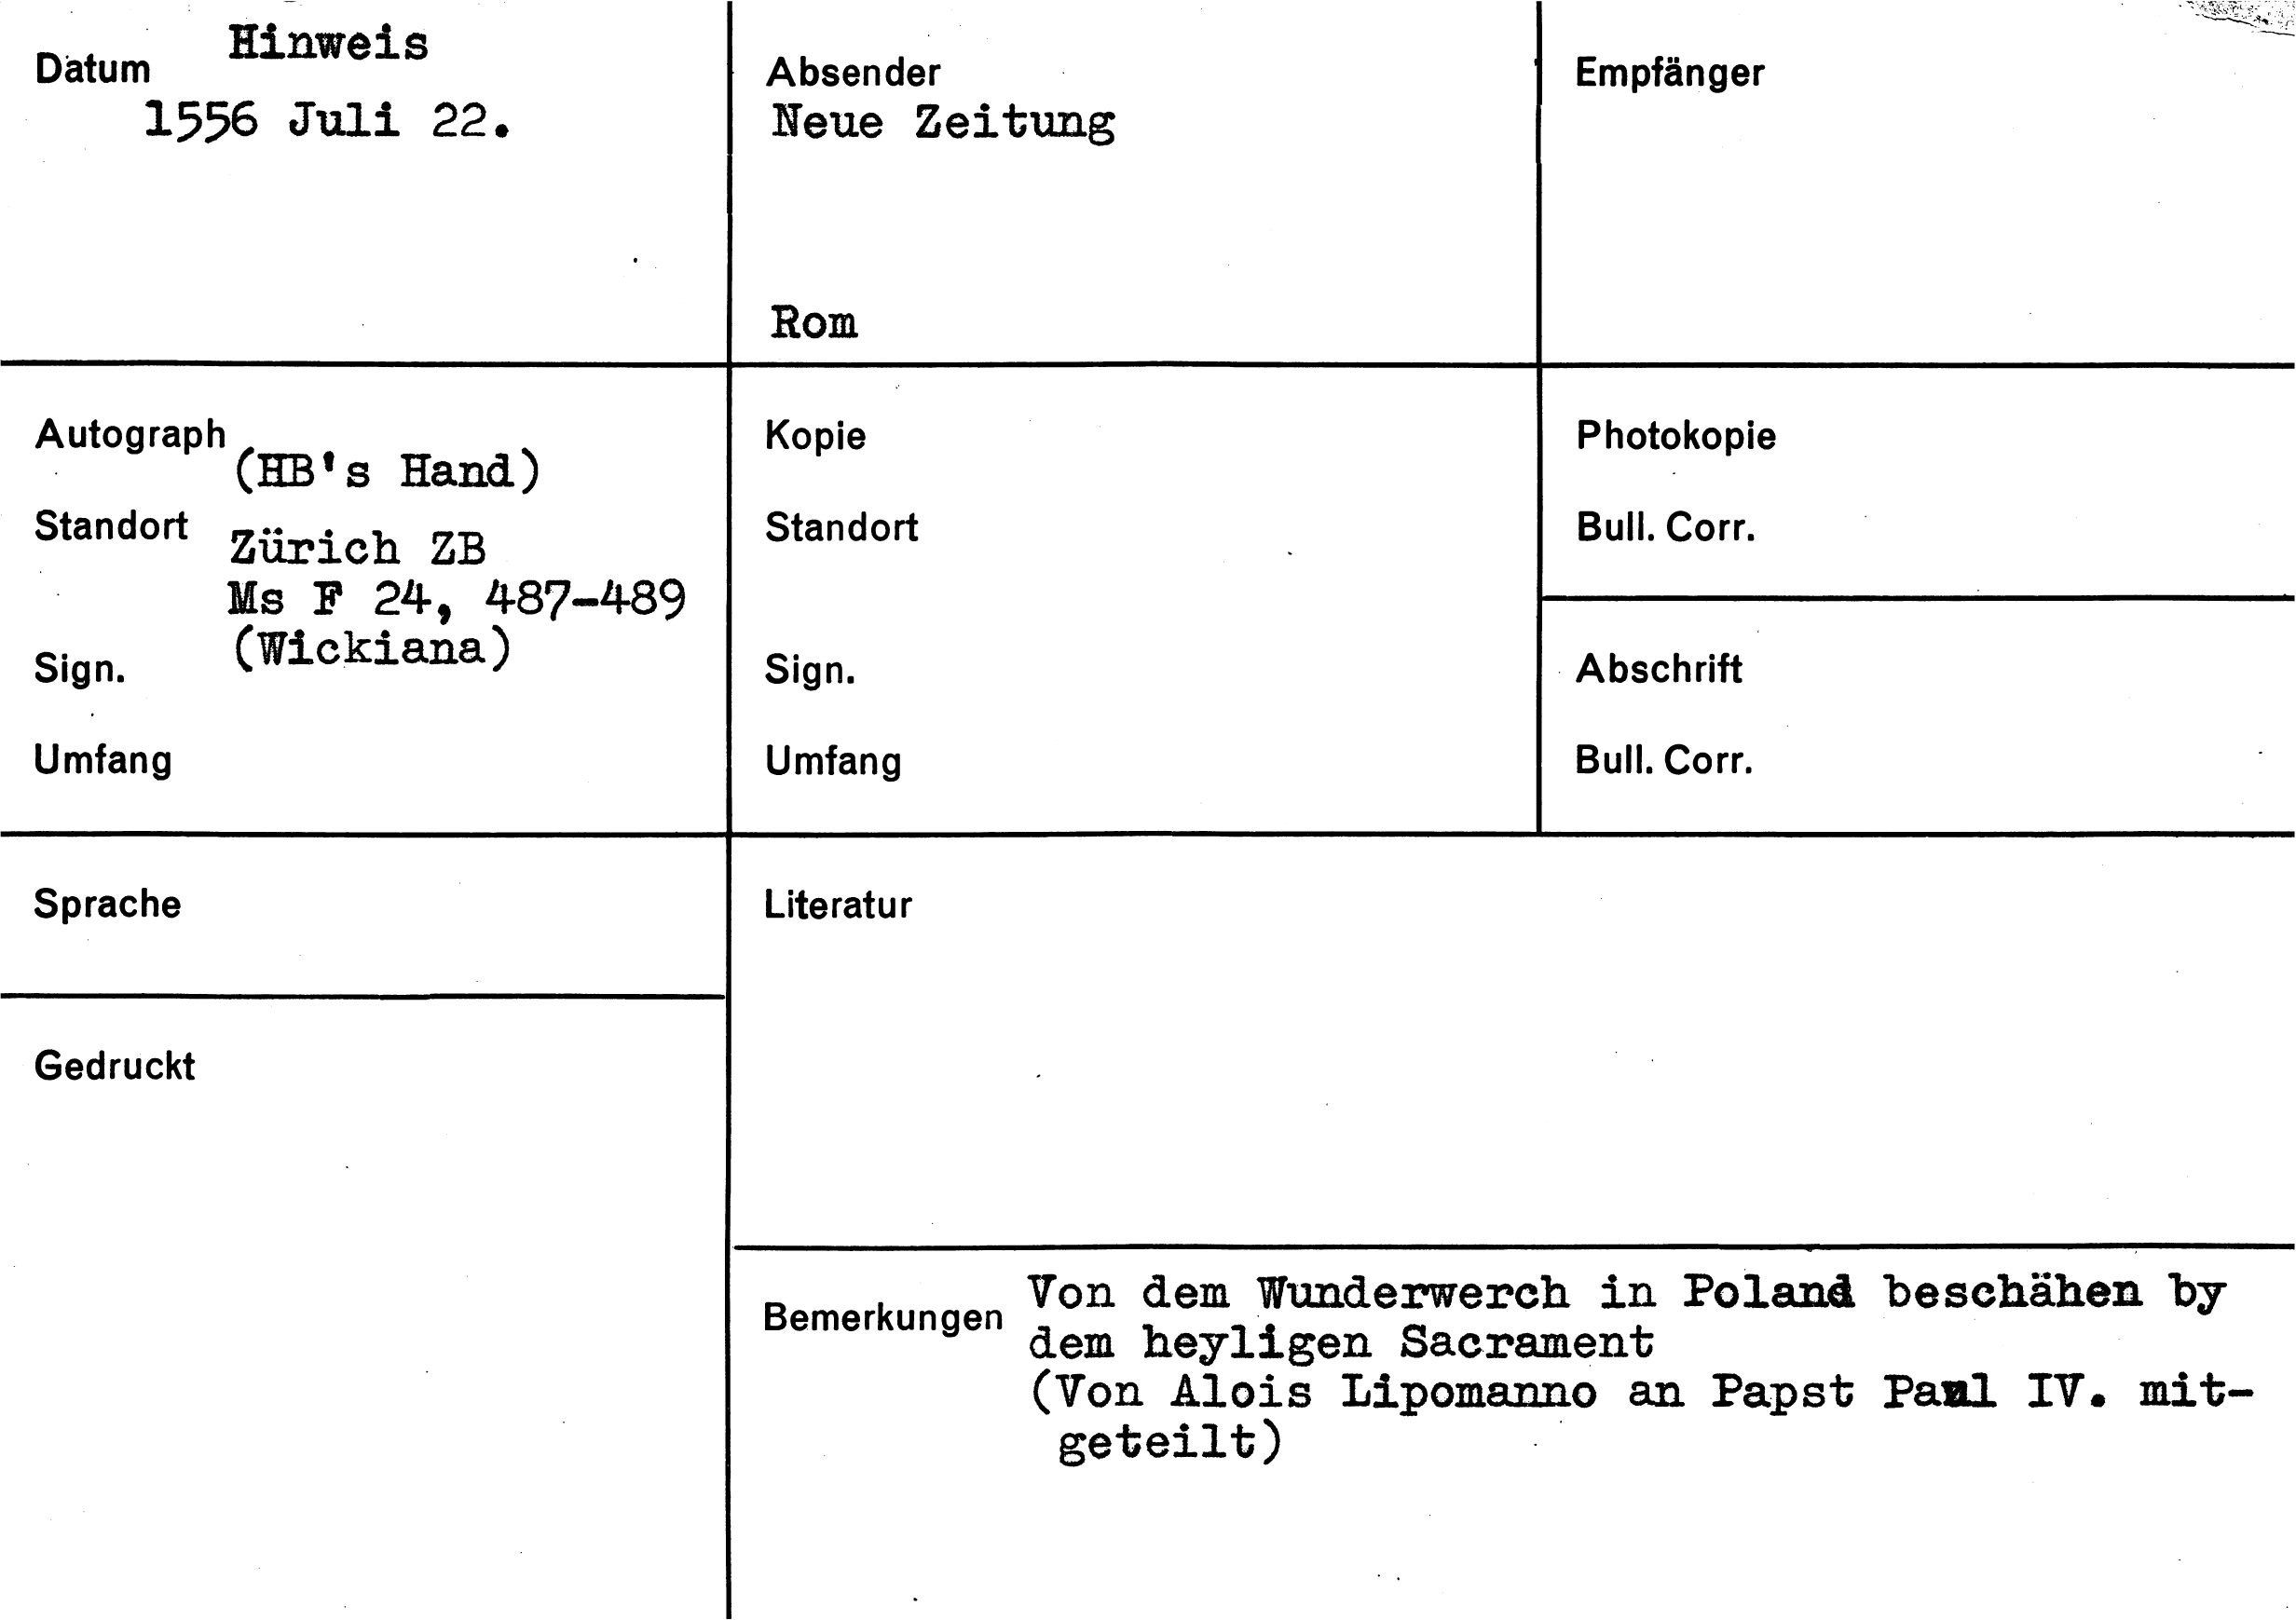 Hinweis
Datum
1556 Juli 22.
Absender
Neue Zeitung
Rom
Empfänger
Autograph
(HB's Hand)
Standort
Zürich ZB
Ms F 24, 487-489
(Wickiana)
Sign.
Umfang
Kopie
Standort
Sign.
Umfang
Photokopie
Bull. Corr.
Abschrift
Bull. Corr.
Sprache
Gedruckt
Literatur
Bemerkungen
Von dem Wunderwerch in Poland beschähen by
dem heyligen Sacrament
(Von Alois Lipomanno an Papst Paul IV. mit-
geteilt)